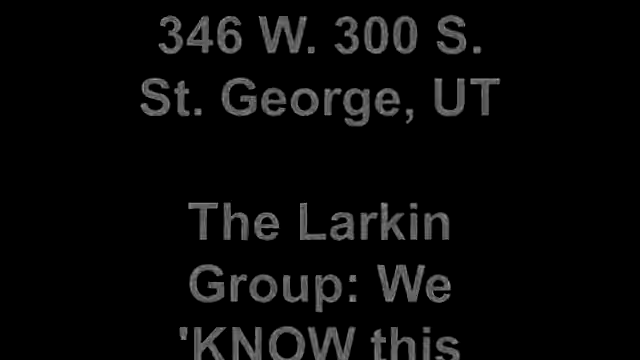 346 W. 300 S.
St. George, UT
The Larkin
Group: We
'KNOW this